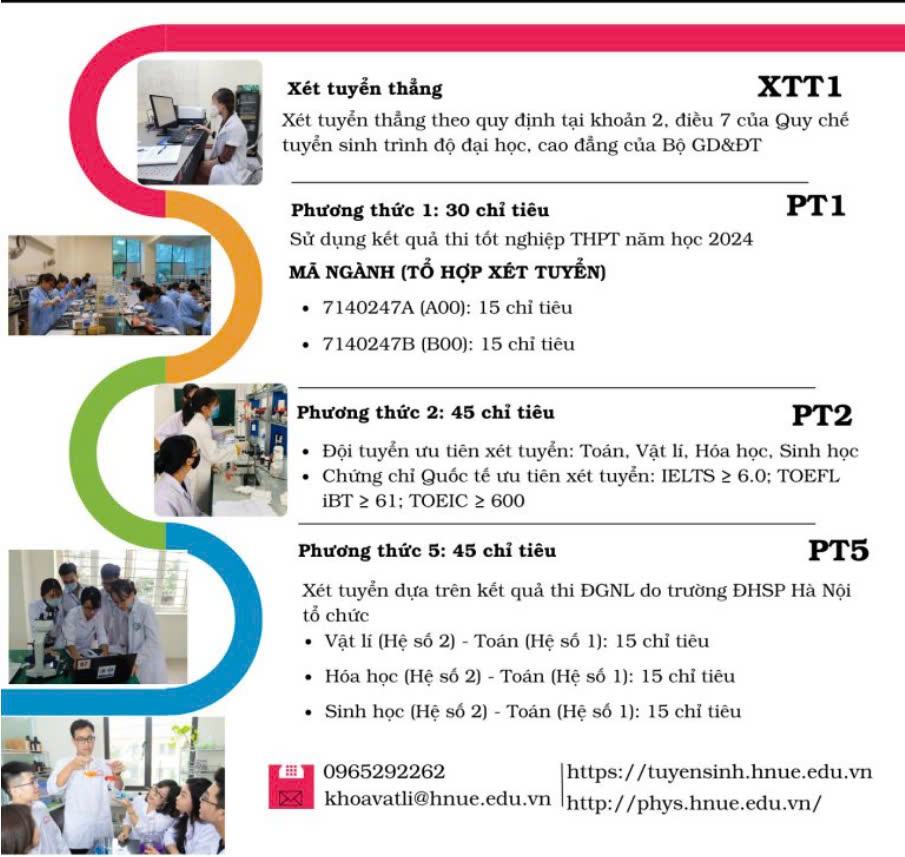 Xét tuyển thẳng
XTT1
Xét tuyển thẳng theo quy định tại khoản 2, điều 7 của Quy chế
tuyển sinh trình độ đại học, cao đẳng của Bộ GD&ĐT
Phương thức 1: 30 chỉ tiêu
PT1
Sử dụng kết quả thi tốt nghiệp THPT năm học 2024
MÃ NGÀNH (TỔ HỢP XÉT TUYỂN)
• 7140247A (A00): 15 chỉ tiêu
• 7140247B (B00): 15 chỉ tiêu
Phương thức 2: 45 chỉ tiêu
PT2
• Đội tuyển ưu tiên xét tuyển: Toán, Vật lí, Hóa học, Sinh học
• Chứng chỉ Quốc tế ưu tiên xét tuyển: IELTS ≥ 6.0; TOEFL
iBT ≥ 61; TOEIC ≥ 600
Phương thức 5: 45 chỉ tiêu
PT5
Xét tuyển dựa trên kết quả thi ĐGNL do trường ĐHSP Hà Nội
tổ chức
• Vật lí (Hệ số 2) - Toán (Hệ số 1): 15 chỉ tiêu
• Hóa học (Hệ số 2) - Toán (Hệ số 1): 15 chỉ tiêu
• Sinh học (Hệ số 2) - Toán (Hệ số 1): 15 chỉ tiêu
0965292262
khoavatli@hnue.edu.vn
https://tuyensinh.hnue.edu.vn
http://phys.hnue.edu.vn/